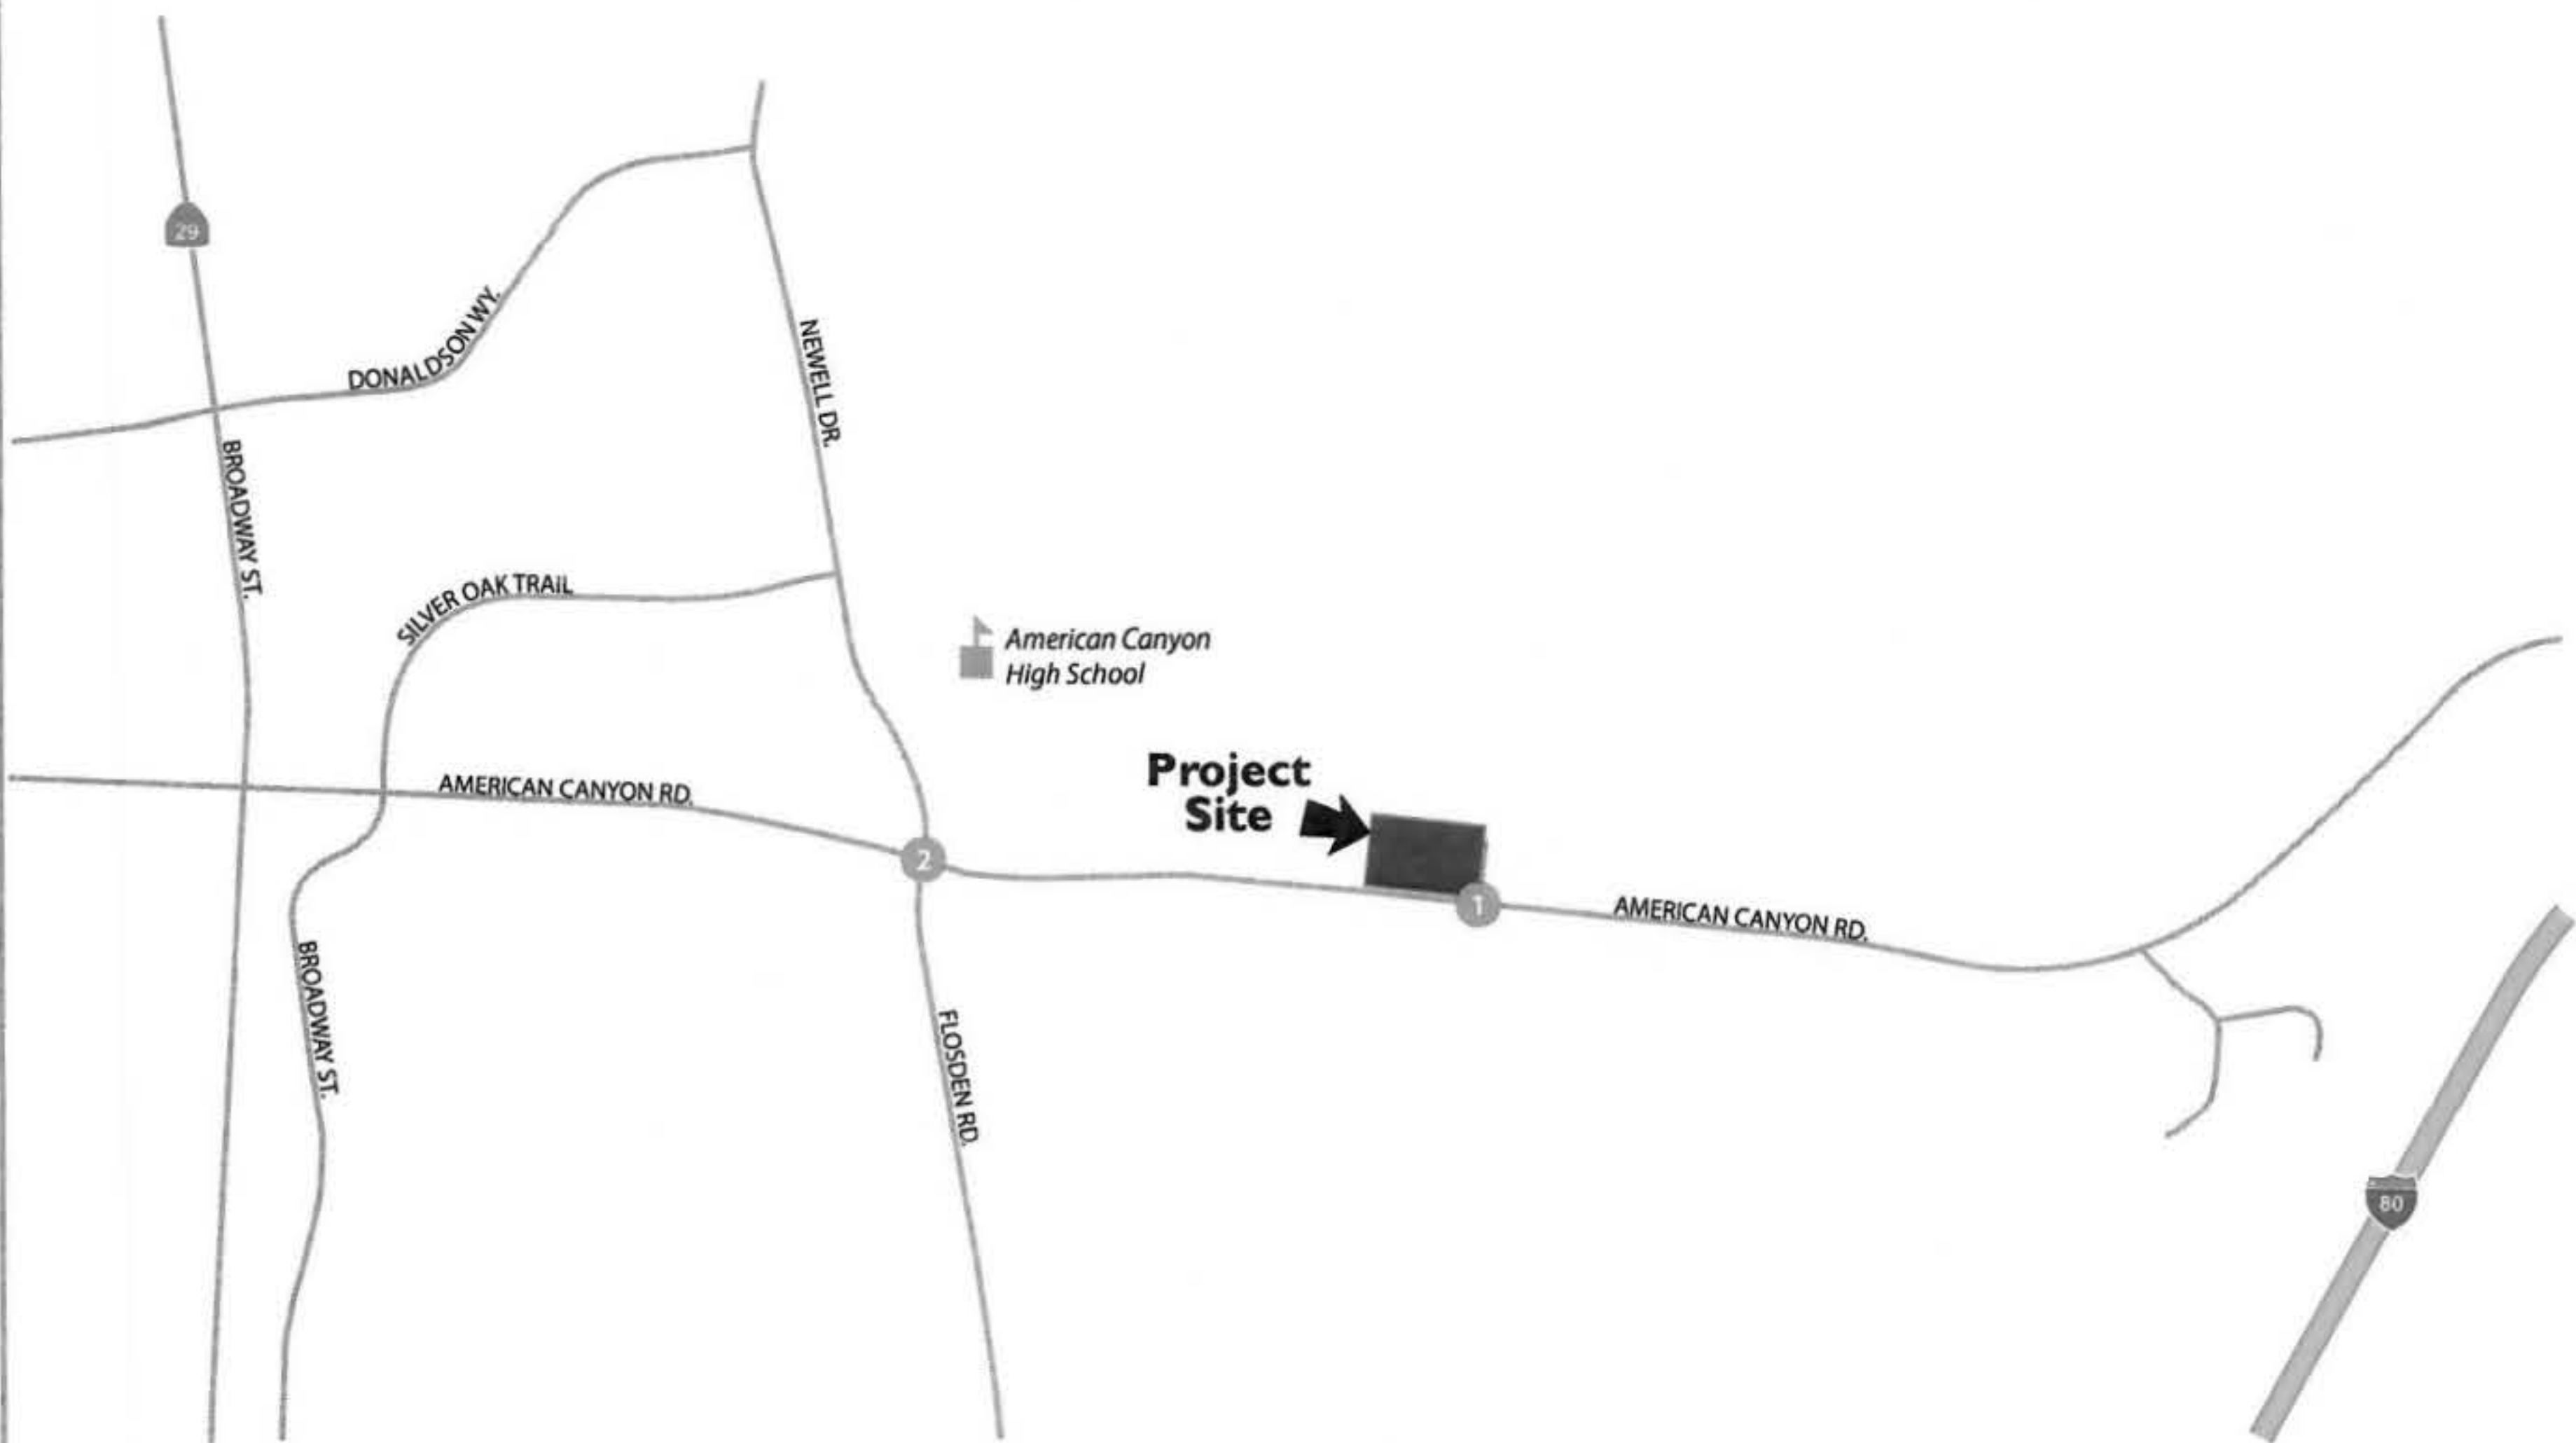 29
DONALDSON WY.
NEWELL DR.
BROADWAY ST.
SILVER OAK TRAIL
American Canyon
High School
Project
Site
AMERICAN CANYON RD.
2
1
AMERICAN CANYON RD.
BROADWAY ST.
FLOSDEN RD.
80